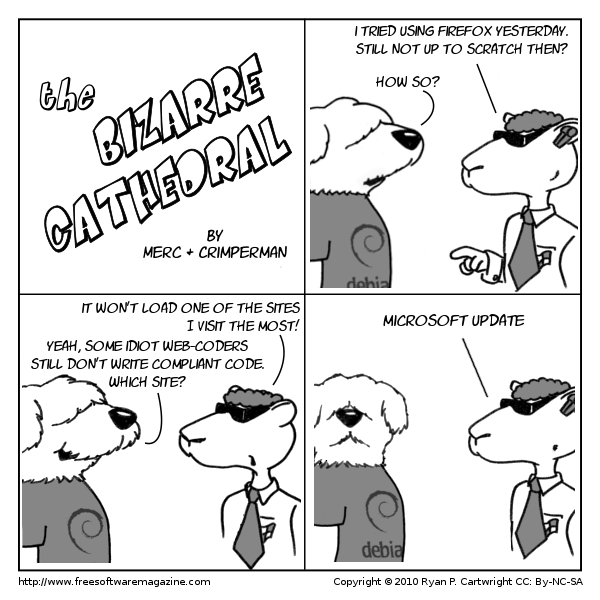 the
BIZARRE
CATHEDRAL
BY
MERC + CRIMPERMAN
I TRIED USING FIREFOX YESTERDAY.
STILL NOT UP TO SCRATCH THEN?
HOW SO?
debia
IT WON'T LOAD ONE OF THE SITES
I VISIT THE MOST!
YEAH, SOME IDIOT WEB-CODERS
STILL DON'T WRITE COMPLIANT CODE.
WHICH SITE?
MICROSOFT UPDATE
debia
http://www.freesoftwaremagazine.com
Copyright © 2010 Ryan P. Cartwright CC: By-NC-SA